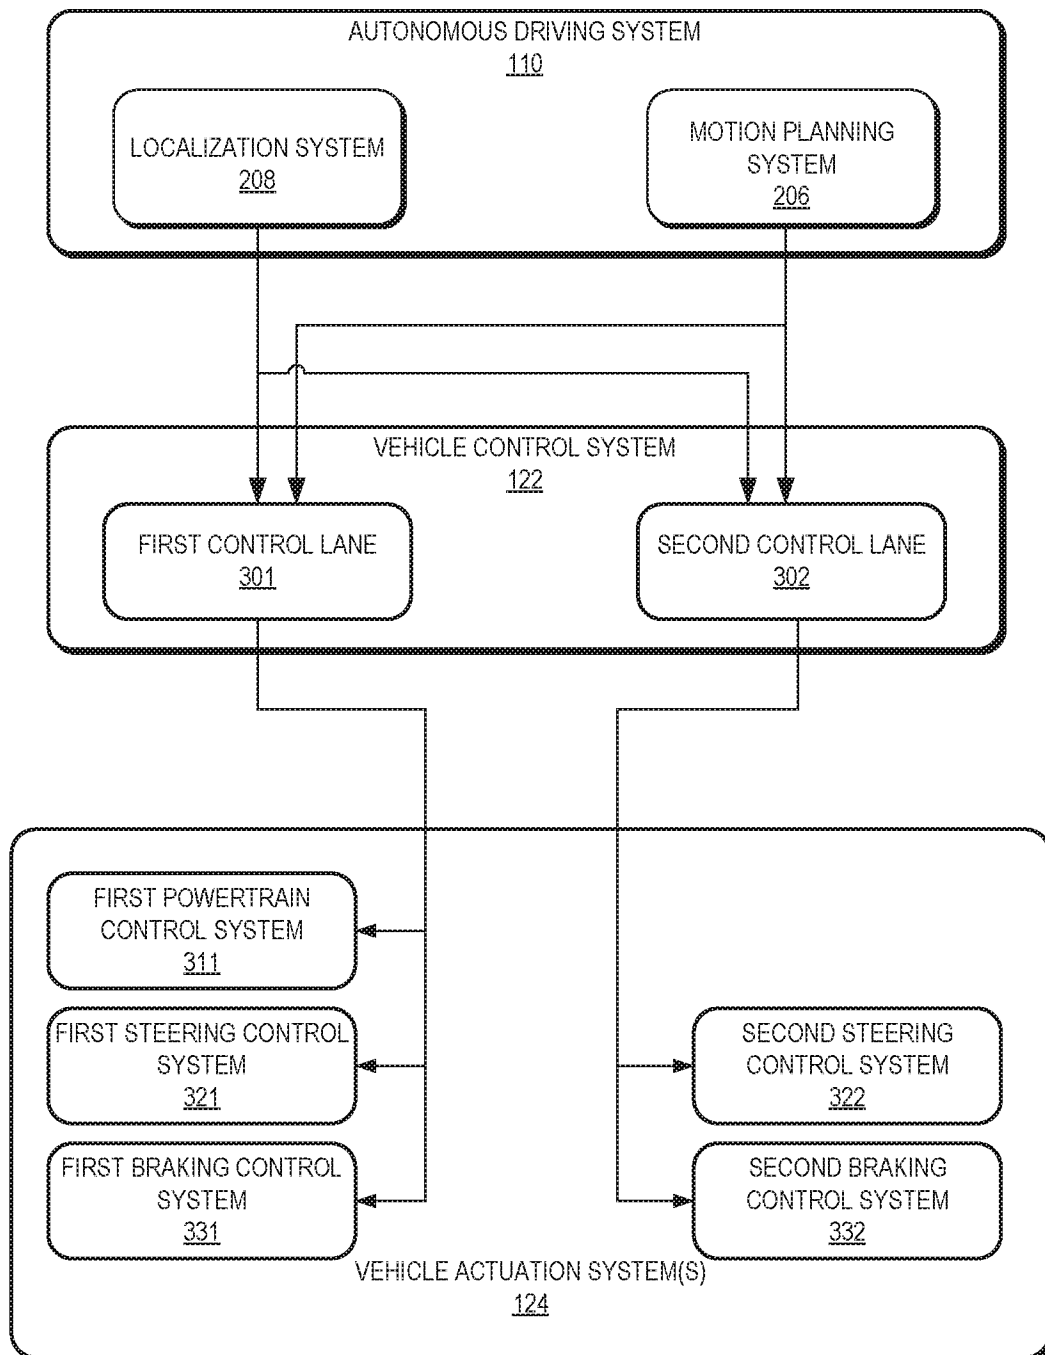 AUTONOMOUS DRIVING SYSTEM
110
LOCALIZATION SYSTEM
208
MOTION PLANNING
SYSTEM
206
VEHICLE CONTROL SYSTEM
122
FIRST CONTROL LANE
301
SECOND CONTROL LANE
302
FIRST POWERTRAIN
CONTROL SYSTEM
311
FIRST STEERING CONTROL
SYSTEM
321
SECOND STEERING
CONTROL SYSTEM
322
FIRST BRAKING CONTROL
SYSTEM
331
SECOND BRAKING
CONTROL SYSTEM
332
VEHICLE ACTUATION SYSTEM(S)
124